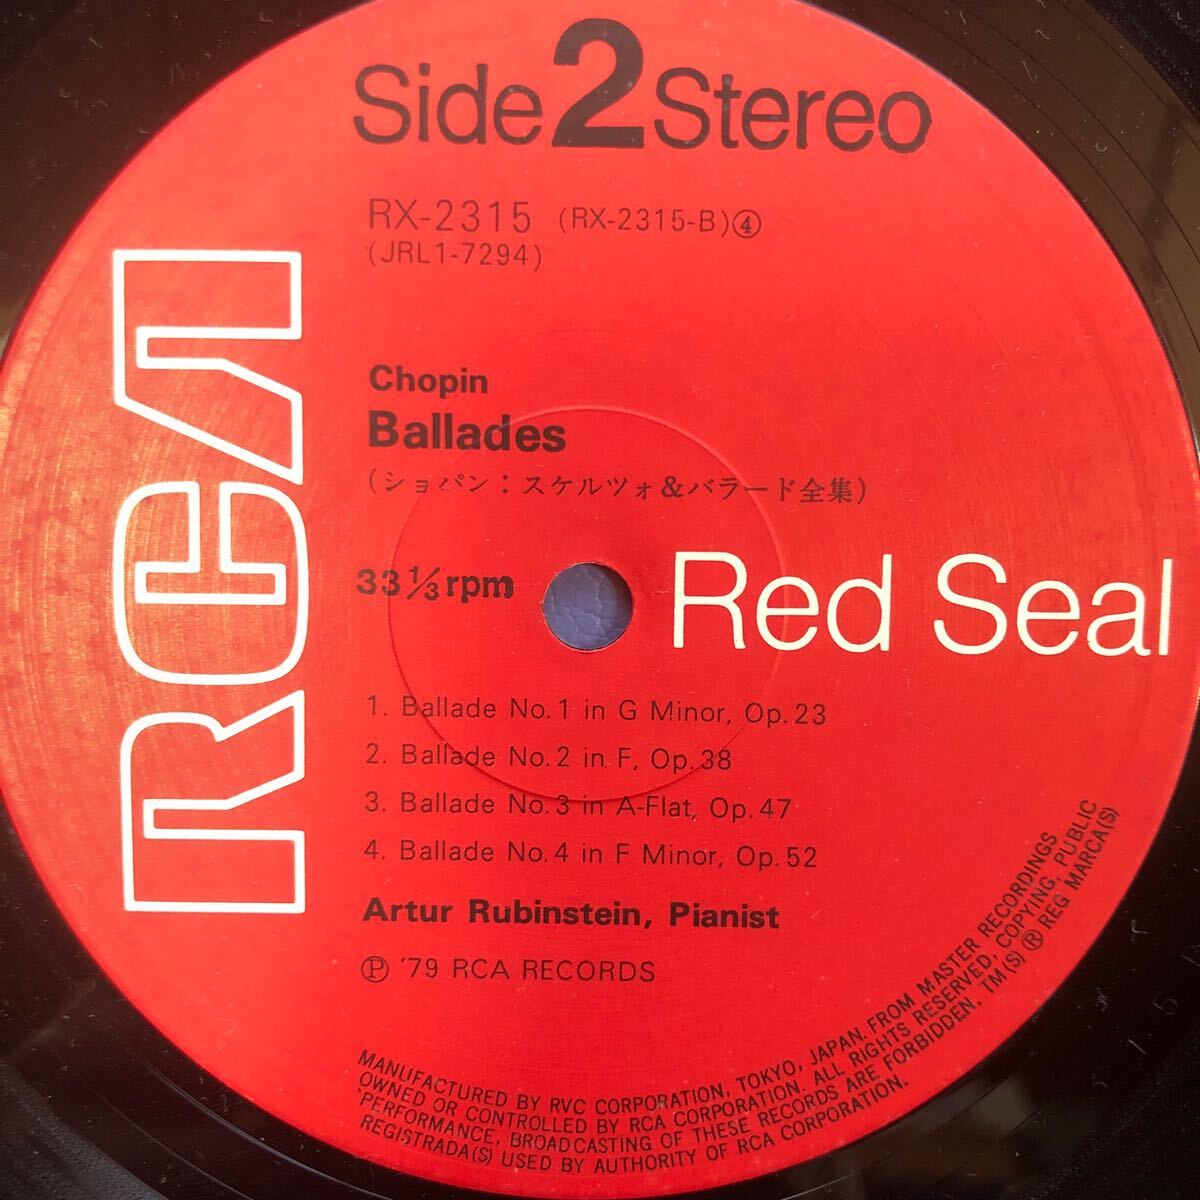 Side 2 Stereo
RX-2315 (RX-2315-B)④
(JRL1-7294)
RCA
Chopin
Ballades
(ショパン：スケルツォ&バラード全集)
33 1/3 rpm
Red Seal
1. Ballade No.1 in G Minor, Op.23
2. Ballade No.2 in F, Op.38
3. Ballade No.3 in A-Flat, Op.47
4. Ballade No.4 in F Minor, Op.52
Artur Rubinstein, Pianist
Ⓟ '79 RCA RECORDS
MANUFACTURED BY RVC CORPORATION, TOKYO, JAPAN. FROM MASTER RECORDINGS
OWNED OR CONTROLLED BY RCA CORPORATION. ALL RIGHTS RESERVED, COPYING, PUBLIC
'PERFORMANCE, BROADCASTING OF THESE RECORDS ARE FORBIDDEN. TM(S) ® REG MARCA(S)
REGISTRADA(S) USED BY AUTHORITY OF RCA CORPORATION.